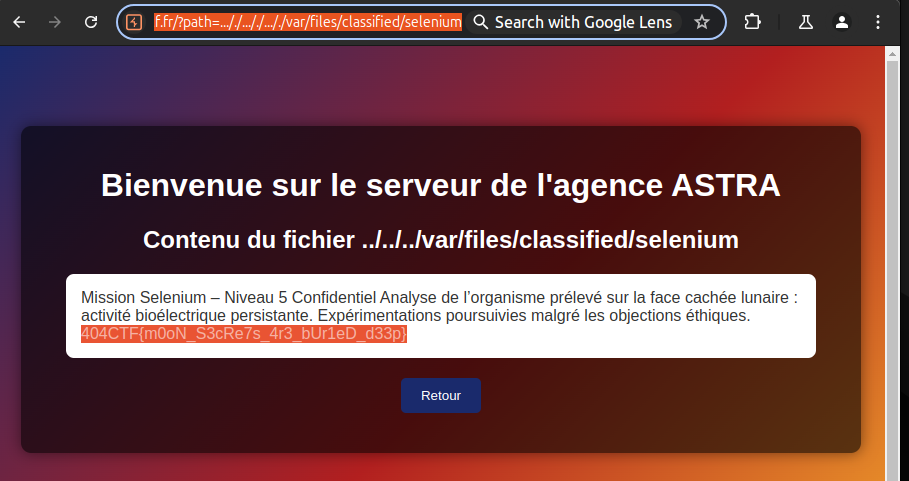 f.fr/?path=..././..././..././var/files/classified/selenium
Search with Google Lens
Bienvenue sur le serveur de l'agence ASTRA
Contenu du fichier ../../../var/files/classified/selenium
Mission Selenium – Niveau 5 Confidentiel Analyse de l’organisme prélevé sur la face cachée lunaire :
activité bioélectrique persistante. Expérimentations poursuivies malgré les objections éthiques.
404CTF{m0oN_S3cRe7s_4r3_bUr1eD_d33p}
Retour